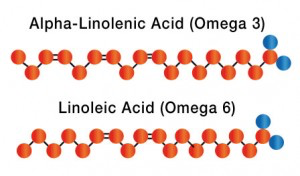 Alpha-Linolenic Acid (Omega 3)
Linoleic Acid (Omega 6)